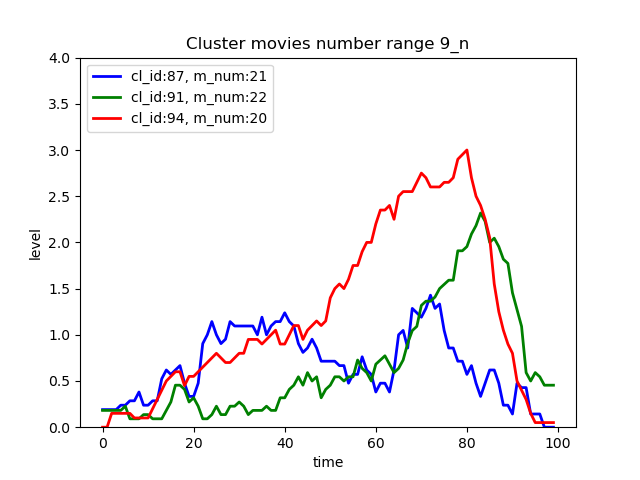 Cluster movies number range 9_n
4.0
3.5
3.0
2.5
2.0
1.5
1.0
0.5
0.0
level
cl_id:87, m_num:21
cl_id:91, m_num:22
cl_id:94, m_num:20
0 20 40 60 80 100
time